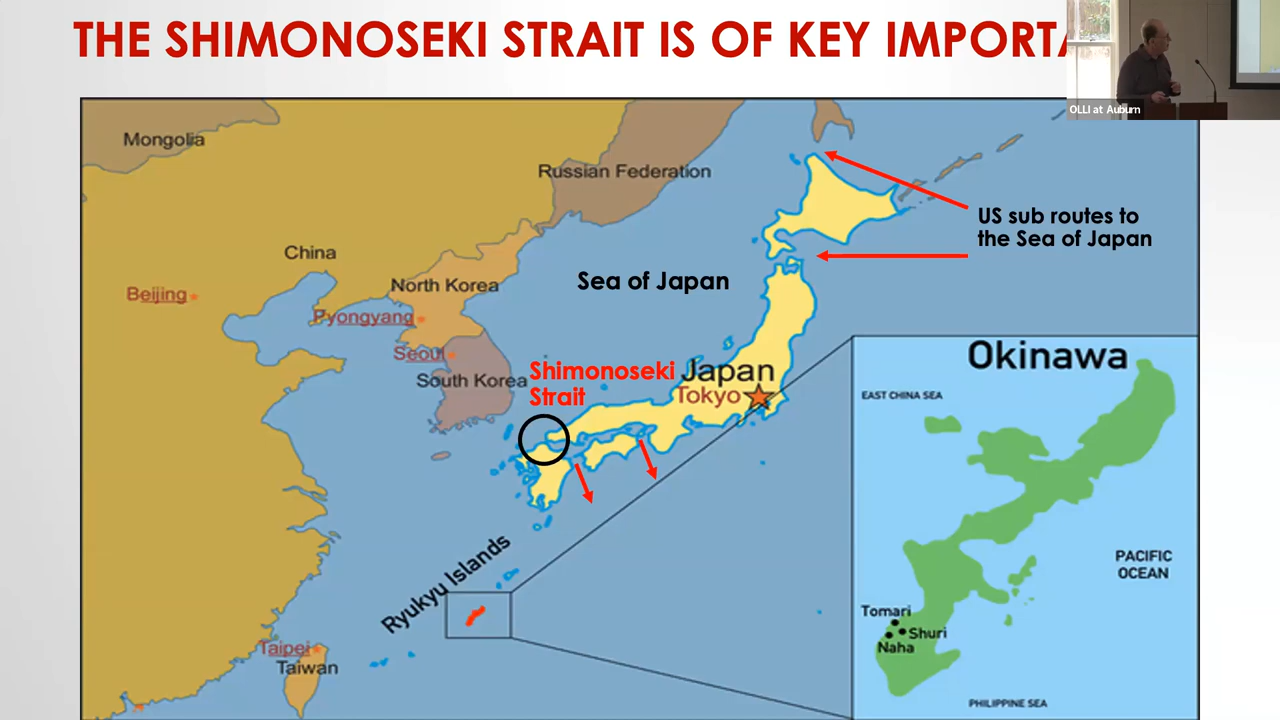 THE SHIMONOSEKI STRAIT IS OF KEY IMPORTA
OLLI at Auburn
Mongolia
Russian Federation
US sub routes to
the Sea of Japan
China
Sea of Japan
North Korea
Beijing
Pyongyang
Seoul
South Korea
Shimonoseki
Strait
Japan
Tokyo
Okinawa
EAST CHINA SEA
Ryukyu Islands
PACIFIC
OCEAN
Tomari
Shuri
Naha
Taipei
Taiwan
PHILIPPINE SEA